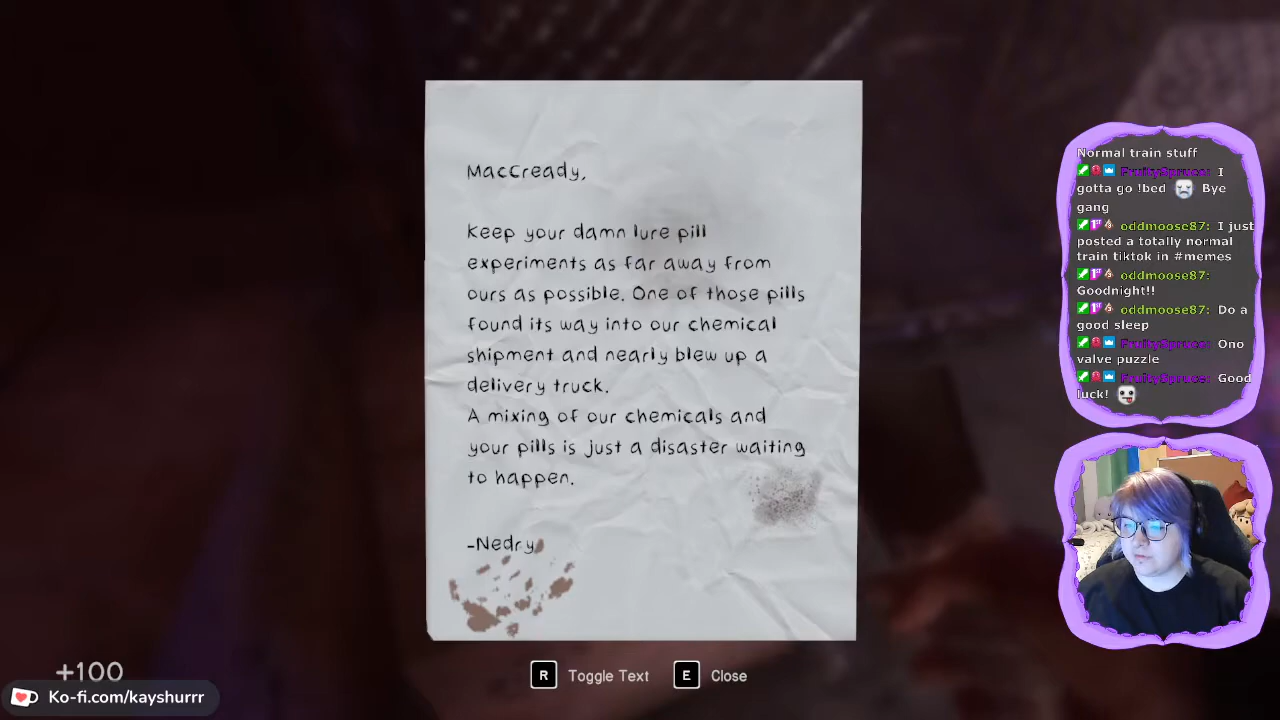 MacCready,
Keep your damn lure pill
experiments as far away from
ours as possible. One of those pills
found its way into our chemical
shipment and nearly blew up a
delivery truck.
A mixing of our chemicals and
your pills is just a disaster waiting
to happen.
-Nedry
R Toggle Text E Close
+100
Ko-fi.com/kayshurrr
Normal train stuff
FruitySpruce: I
gotta go !bed Bye
gang
oddmoose87: I just
posted a totally normal
train tiktok in #memes
oddmoose87:
Goodnight!!
oddmoose87: Do a
good sleep
FruitySpruce: Ono
valve puzzle
FruitySpruce: Good
luck!